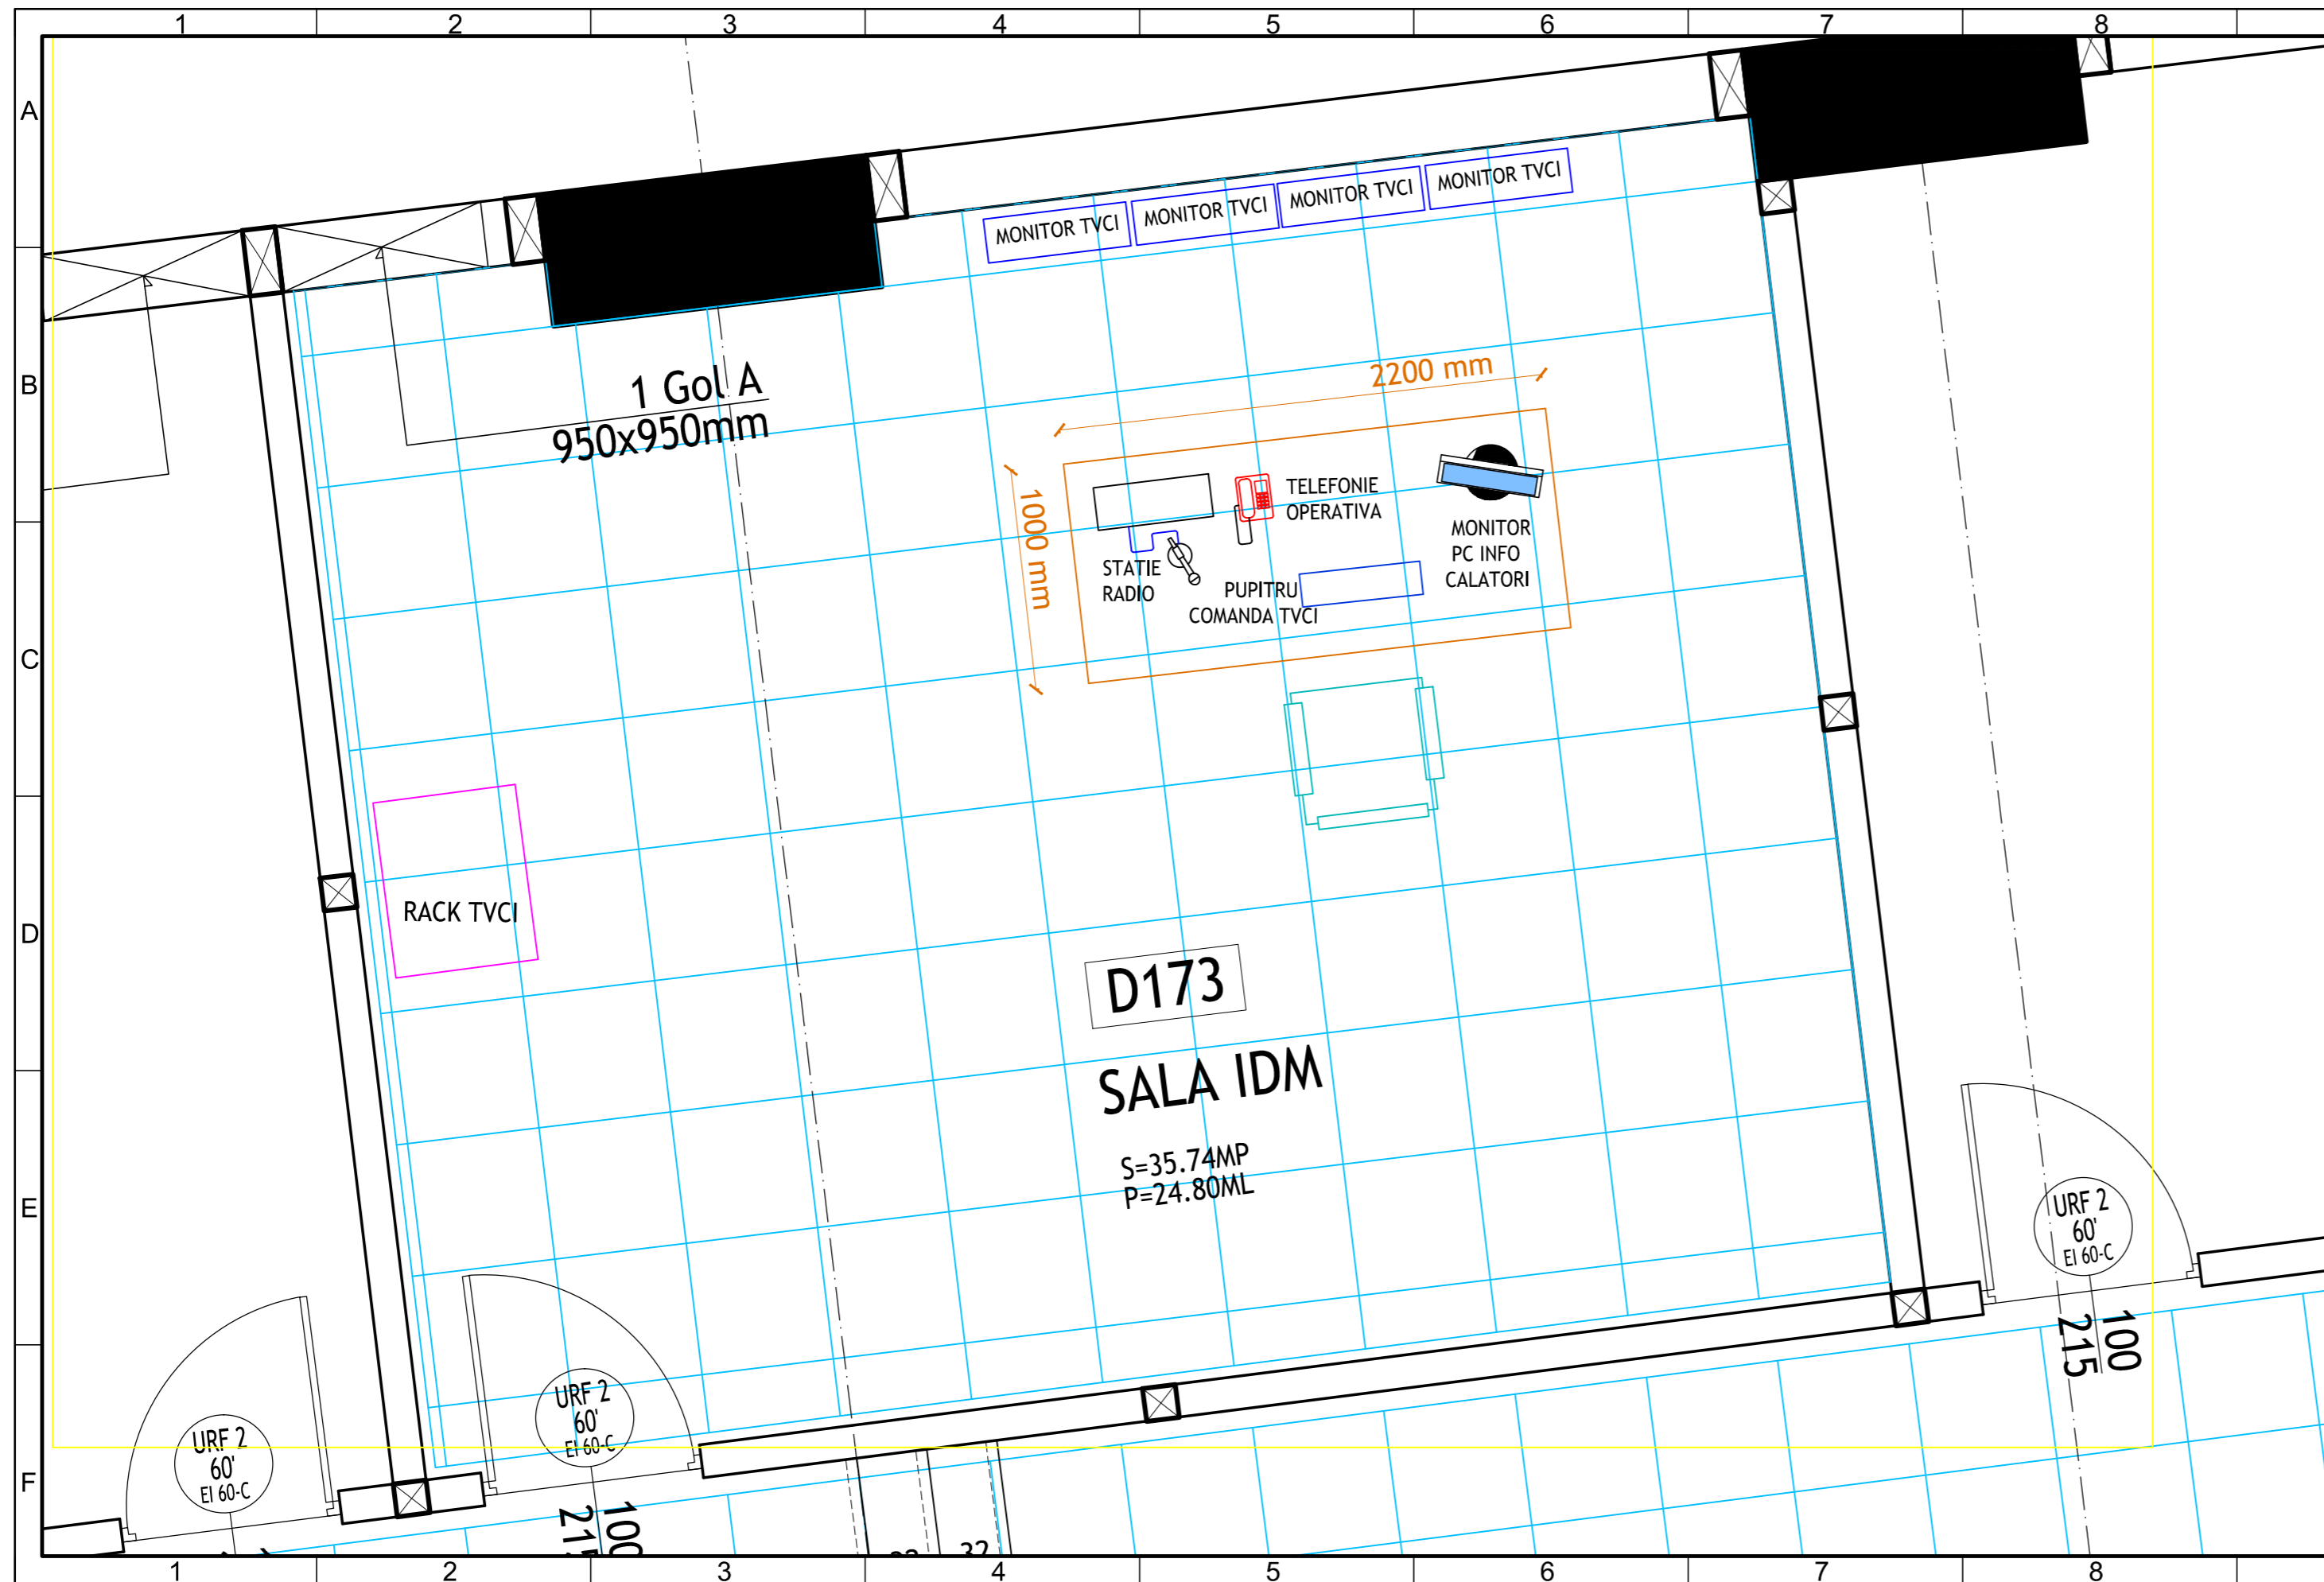 1 2 3 4 5 6 7 8
A
B
C
D
E
F
MONITOR TVCI
MONITOR TVCI
MONITOR TVCI
MONITOR TVCI
1 Gol A
950x950mm
2200 mm
1000 mm
TELEFONIE
OPERATIVA
MONITOR
PC INFO
CALATORI
STATIE
RADIO
PUPITRU
COMANDA TVCI
RACK TVCI
D173
SALA IDM
S=35.74MP
P=24.80ML
URF 2
60'
EI 60-C
100
215
URF 2
60'
EI 60-C
100
URF 2
60'
EI 60-C
32
1 2 3 4 5 6 7 8